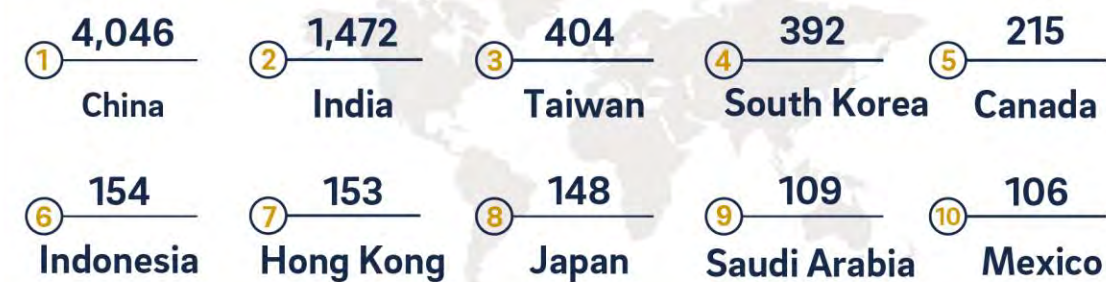 4,046 1,472 404 392 215
1 2 3 4 5
China India Taiwan South Korea Canada
154 153 148 109 106
6 7 8 9 10
Indonesia Hong Kong Japan Saudi Arabia Mexico